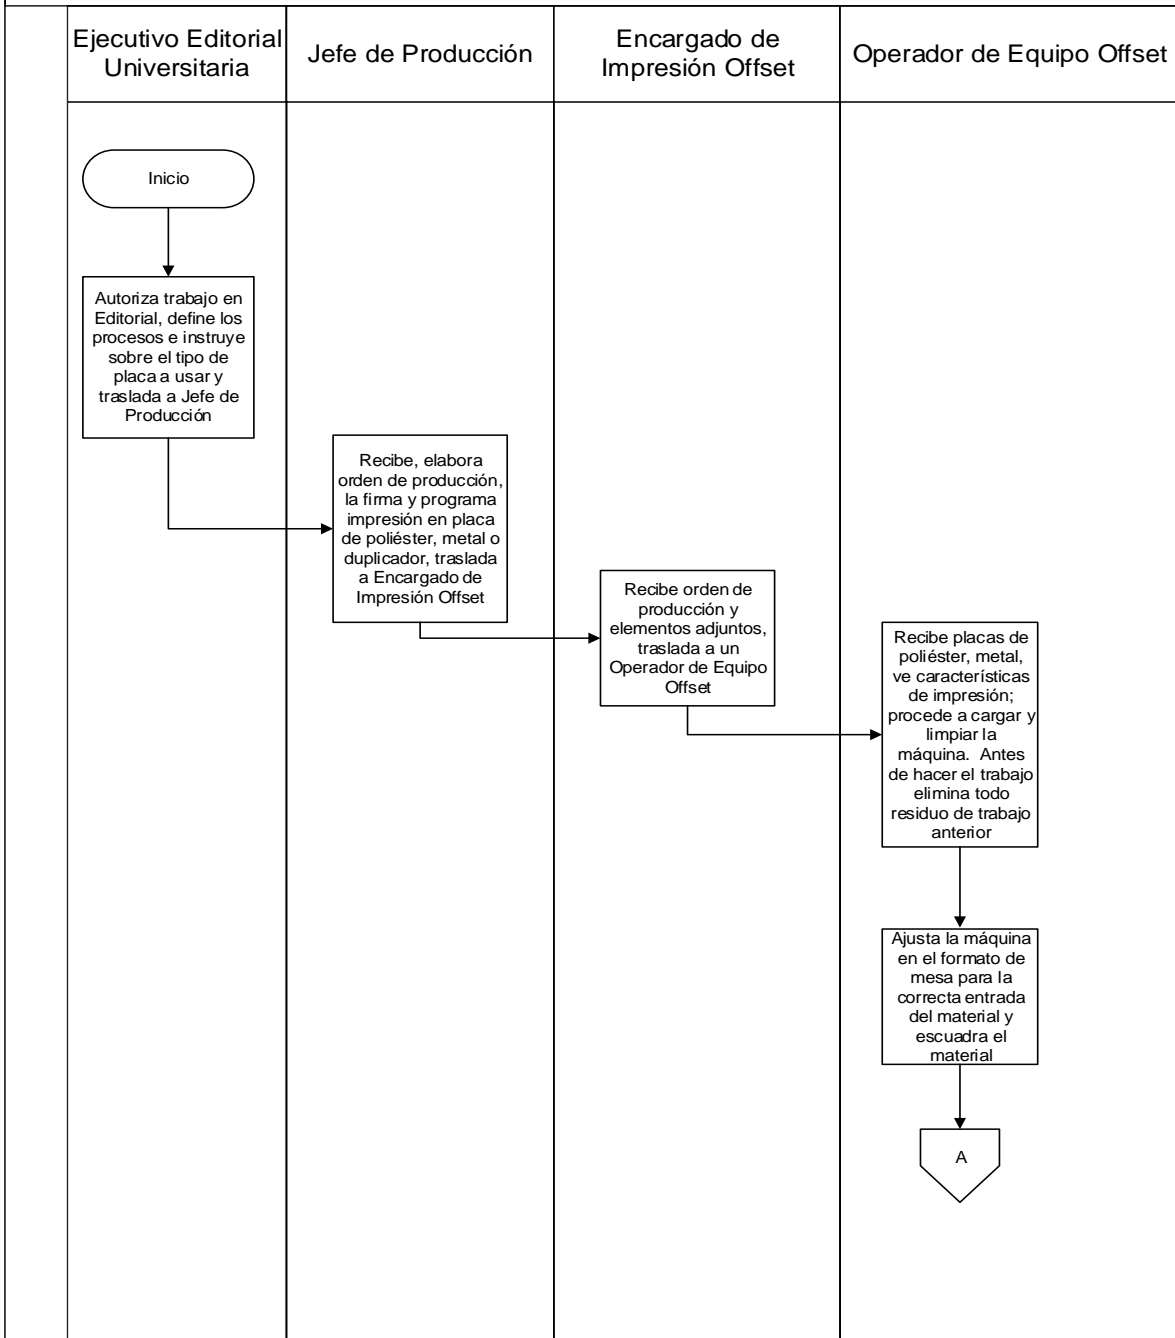 Ejecutivo Editorial
Universitaria
Jefe de Producción
Encargado de
Impresión Offset
Operador de Equipo Offset
Inicio
Autoriza trabajo en
Editorial, define los
procesos e instruye
sobre el tipo de
placa a usar y
traslada a Jefe de
Producción
Recibe, elabora
orden de producción,
la firma y programa
impresión en placa
de poliéster, metal o
duplicador, traslada
a Encargado de
Impresión Offset
Recibe orden de
producción y
elementos adjuntos,
traslada a un
Operador de Equipo
Offset
Recibe placas de
poliéster, metal,
ve características
de impresión;
procede a cargar y
limpiar la
máquina.  Antes
de hacer el trabajo
elimina todo
residuo de trabajo
anterior
Ajusta la máquina
en el formato de
mesa para la
correcta entrada
del material y
escuadra el
material
A